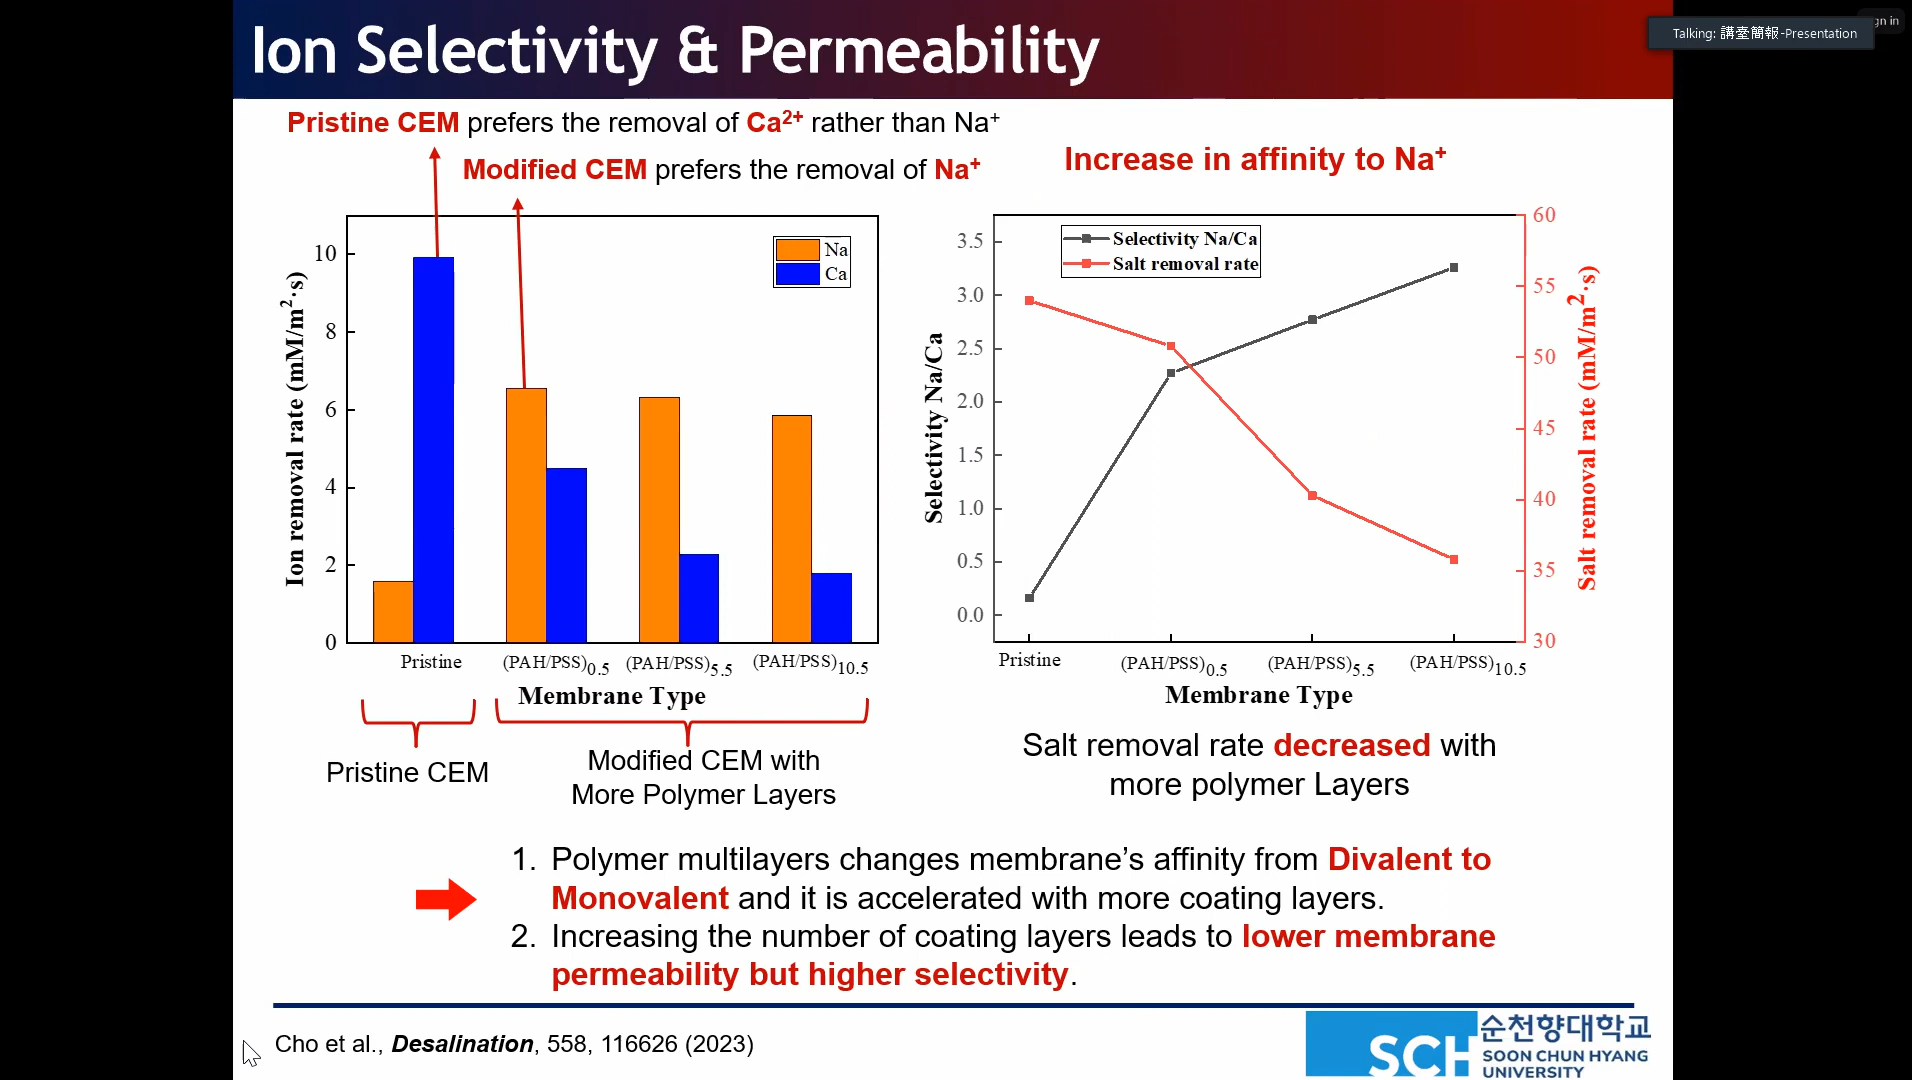 Ion Selectivity & Permeability
gn in
Talking: 講臺簡報-Presentation
Pristine CEM prefers the removal of Ca2+ rather than Na+
Modified CEM prefers the removal of Na+
Increase in affinity to Na+
Ion removal rate (mM/m2·s)
10
8
6
4
2
0
Na
Ca
Pristine
(PAH/PSS)0.5
(PAH/PSS)5.5
(PAH/PSS)10.5
Membrane Type
Pristine CEM
Modified CEM with
More Polymer Layers
Selectivity Na/Ca
3.5
3.0
2.5
2.0
1.5
1.0
0.5
0.0
Selectivity Na/Ca
Salt removal rate
60
55
50
45
40
35
30
Salt removal rate (mM/m2·s)
Pristine
(PAH/PSS)0.5
(PAH/PSS)5.5
(PAH/PSS)10.5
Membrane Type
Salt removal rate decreased with
more polymer Layers
1. Polymer multilayers changes membrane’s affinity from Divalent to
Monovalent and it is accelerated with more coating layers.
2. Increasing the number of coating layers leads to lower membrane
permeability but higher selectivity.
Cho et al., Desalination, 558, 116626 (2023)
SCH
순천향대학교
SOON CHUN HYANG
UNIVERSITY